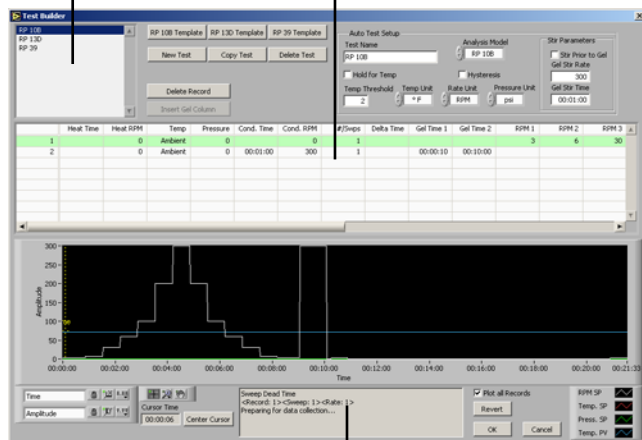 Test Builder
RP 10B
RP 13D
RP 39
RP 10B Template RP 13D Template RP 39 Template
New Test Copy Test Delete Test
Delete Record
Insert Gel Column
Auto Test Setup
Test Name
RP 10B
Analysis Model
RP 10B
Hold for Temp
Hysteresis
Temp Threshold Temp Unit Rate Unit Pressure Unit
2 °F RPM psi
Stir Parameters
Stir Prior to Gel
Gel Stir Rate
300
Gel Stir Time
00:01:00
Heat Time Heat RPM Temp Pressure Cond. Time Cond. RPM #/Swps Delta Time Gel Time 1 Gel Time 2 RPM 1 RPM 2 RPM 3
1 0 Ambient 0 0 1 3 6 30
2 0 Ambient 0 00:01:00 300 1 00:00:10 00:10:00
Amplitude
300
250
200
150
100
50
0
00:00:00 00:02:00 00:04:00 00:06:00 00:08:00 00:10:00 00:12:00 00:14:00 00:16:00 00:18:00 00:21:33
Time
Time
Amplitude
Cursor Time
00:00:06 Center Cursor
Sweep Dead Time
<Record: 1><Sweep: 1><Rate: 1>
Preparing for data collection...
Plot all Records
Revert
OK Cancel
RPM SP
Temp. SP
Press. SP
Temp. PV